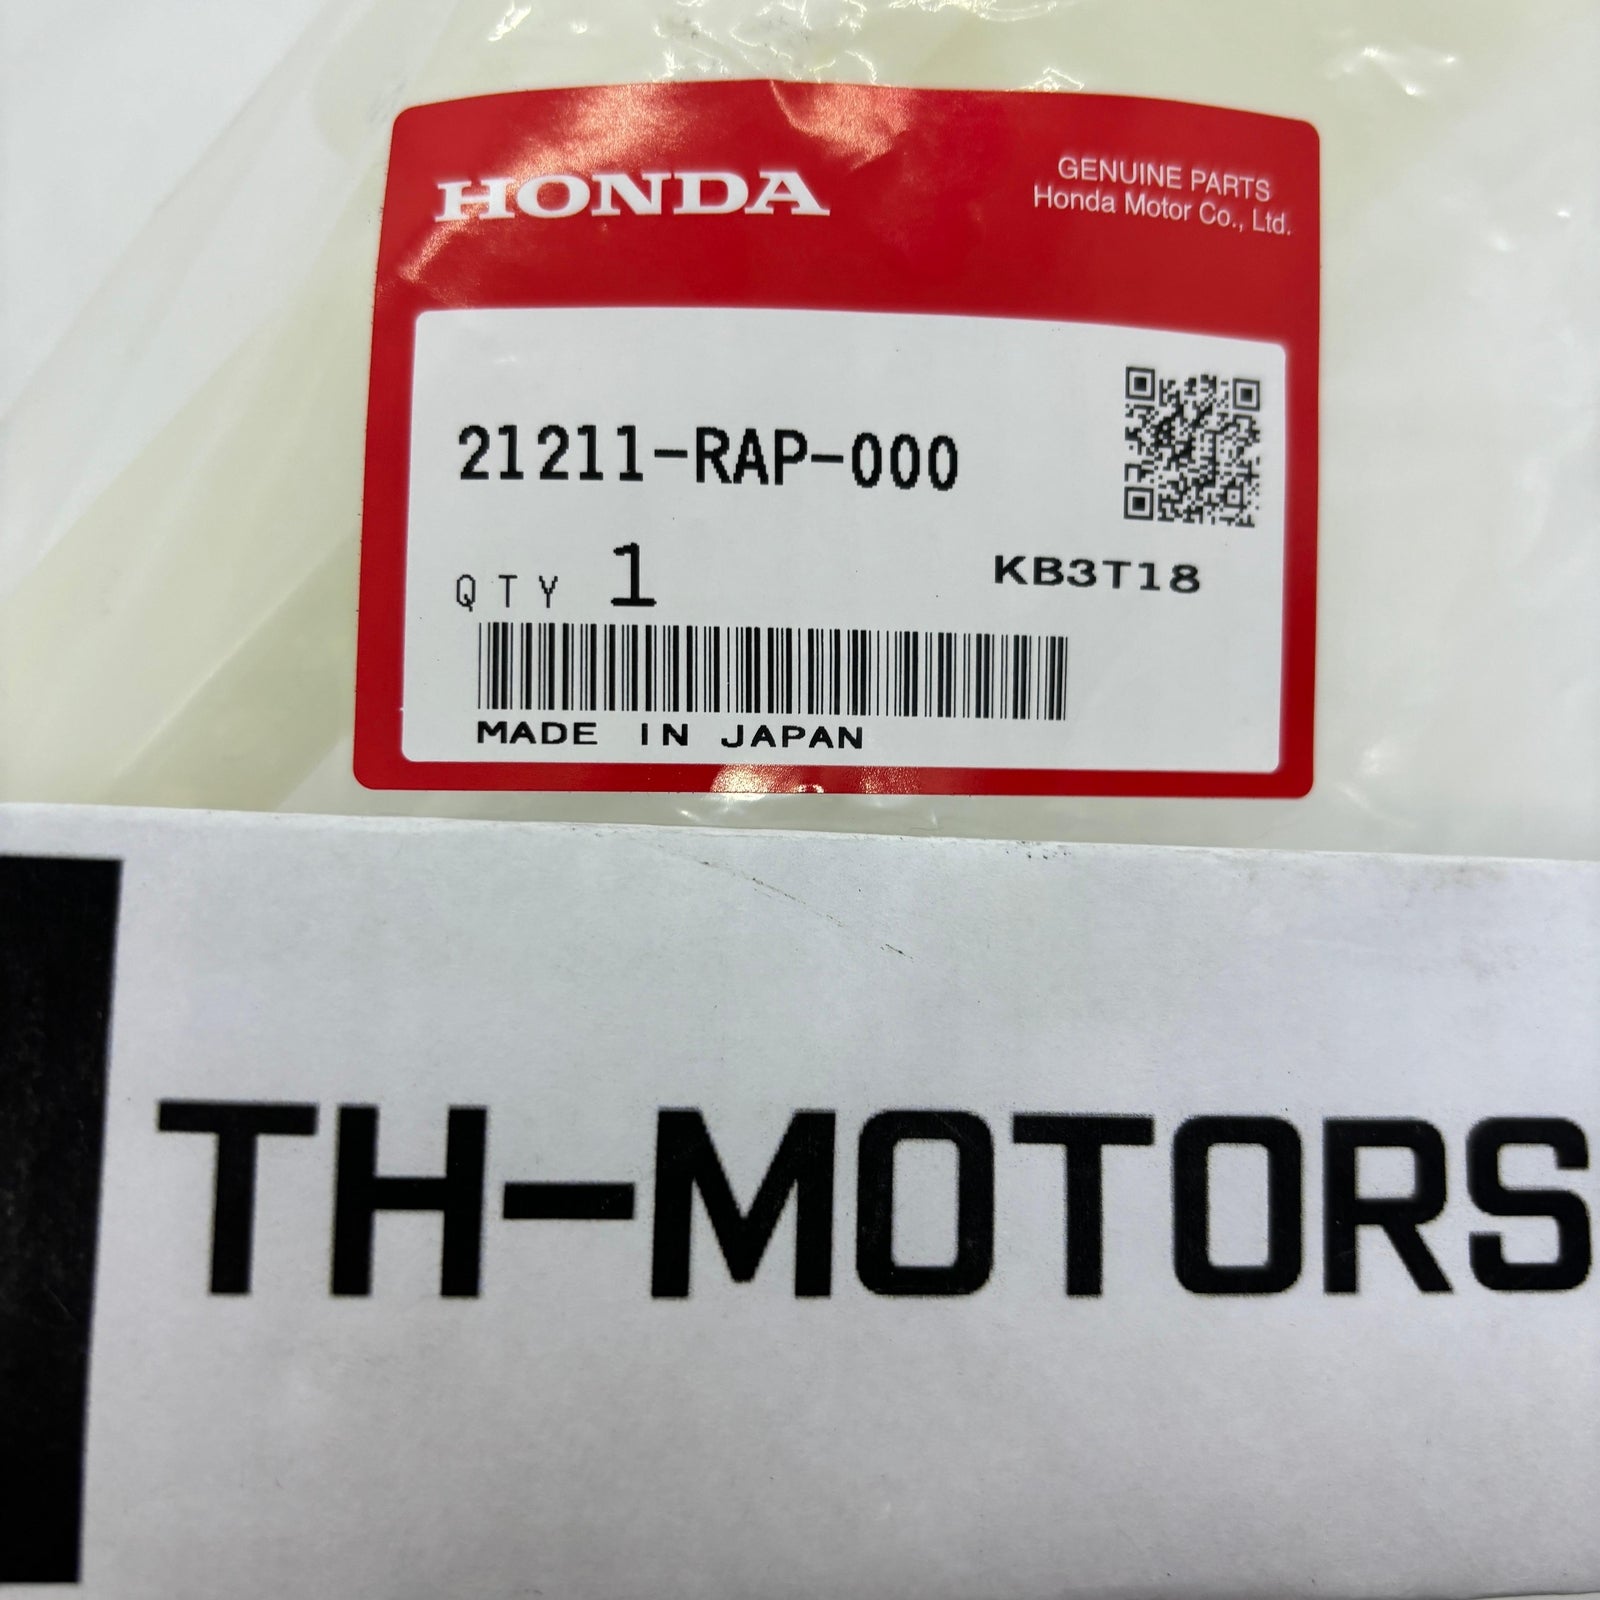 HONDA
GENUINE PARTS
Honda Motor Co., Ltd.
21211-RAP-000
QTY 1
KB3T18
MADE IN JAPAN
TH-MOTORS